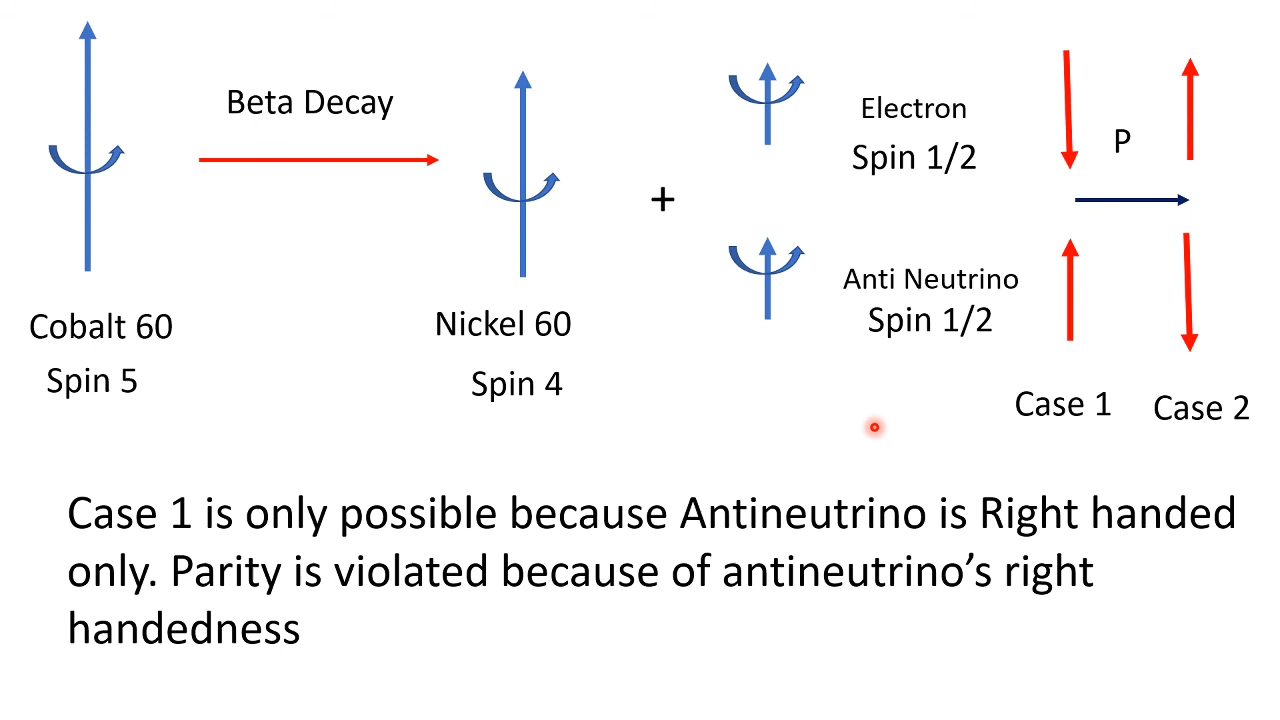 Beta Decay
Cobalt 60
Spin 5
Nickel 60
Spin 4
+
Electron
Spin 1/2
Anti Neutrino
Spin 1/2
P
Case 1
Case 2
Case 1 is only possible because Antineutrino is Right handed
only. Parity is violated because of antineutrino’s right
handedness